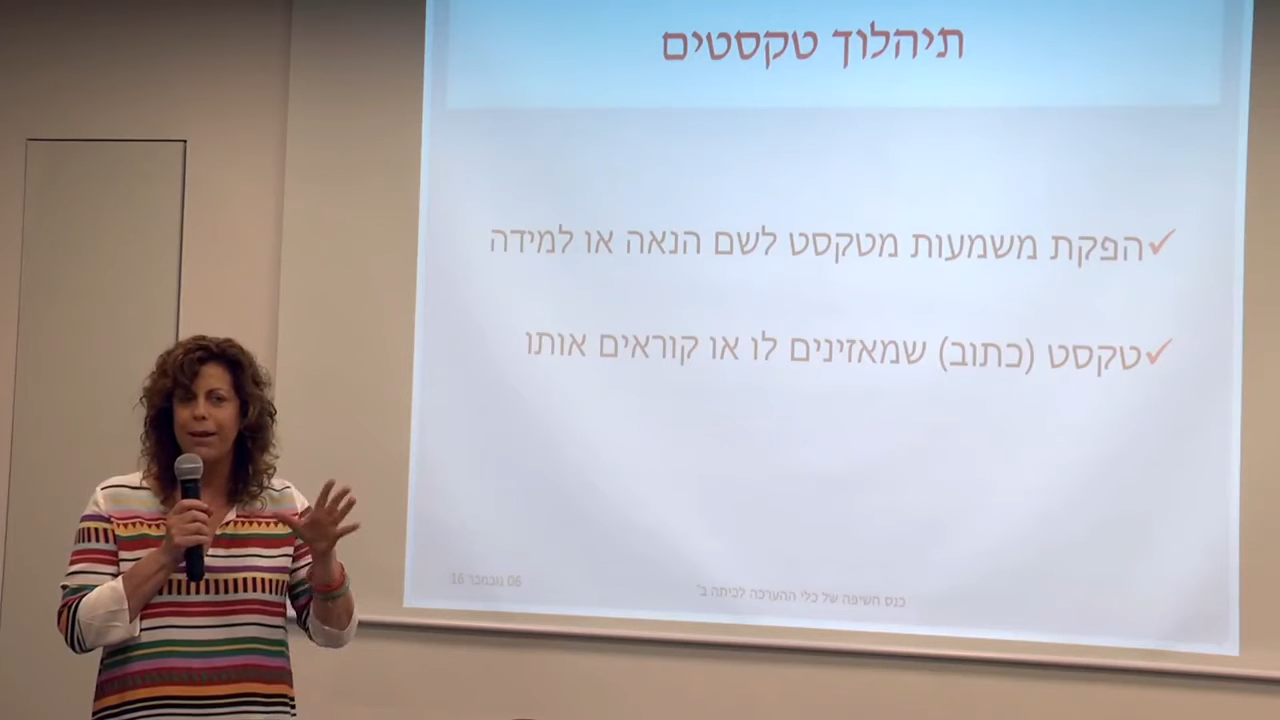 תיהלוך טקסטים
✓הפקת משמעות מטקסט לשם הנאה או למידה
✓טקסט (כתוב) שמאזינים לו או קוראים אותו
כנס חשיפה של כלי ההערכה לכיתה ב'
06 נובמבר 16